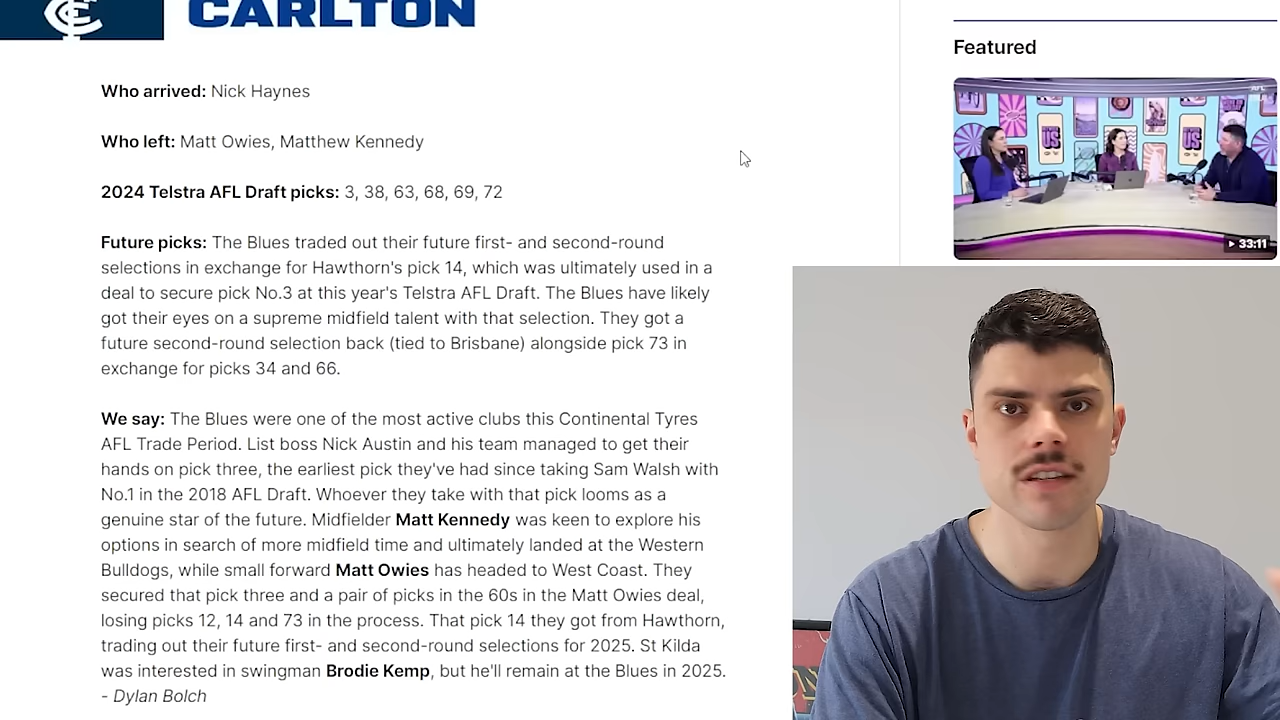 CARLTON
Featured
Who arrived: Nick Haynes
Who left: Matt Owies, Matthew Kennedy
2024 Telstra AFL Draft picks: 3, 38, 63, 68, 69, 72
Future picks: The Blues traded out their future first- and second-round
selections in exchange for Hawthorn's pick 14, which was ultimately used in a
deal to secure pick No.3 at this year's Telstra AFL Draft. The Blues have likely
got their eyes on a supreme midfield talent with that selection. They got a
future second-round selection back (tied to Brisbane) alongside pick 73 in
exchange for picks 34 and 66.
We say: The Blues were one of the most active clubs this Continental Tyres
AFL Trade Period. List boss Nick Austin and his team managed to get their
hands on pick three, the earliest pick they've had since taking Sam Walsh with
No.1 in the 2018 AFL Draft. Whoever they take with that pick looms as a
genuine star of the future. Midfielder Matt Kennedy was keen to explore his
options in search of more midfield time and ultimately landed at the Western
Bulldogs, while small forward Matt Owies has headed to West Coast. They
secured that pick three and a pair of picks in the 60s in the Matt Owies deal,
losing picks 12, 14 and 73 in the process. That pick 14 they got from Hawthorn,
trading out their future first- and second-round selections for 2025. St Kilda
was interested in swingman Brodie Kemp, but he'll remain at the Blues in 2025.
- Dylan Bolch
AFL
US
US
33:11